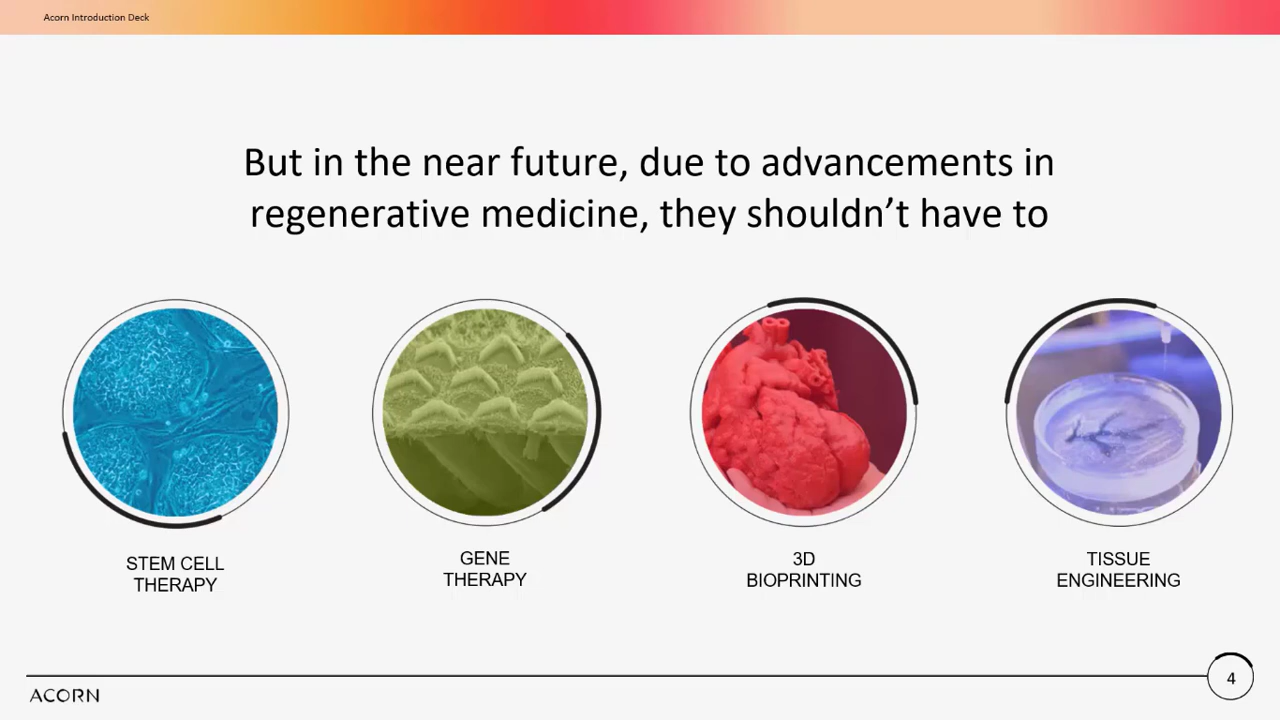 Acorn Introduction Deck
But in the near future, due to advancements in
regenerative medicine, they shouldn’t have to
STEM CELL
THERAPY
GENE
THERAPY
3D
BIOPRINTING
TISSUE
ENGINEERING
ACORN
4